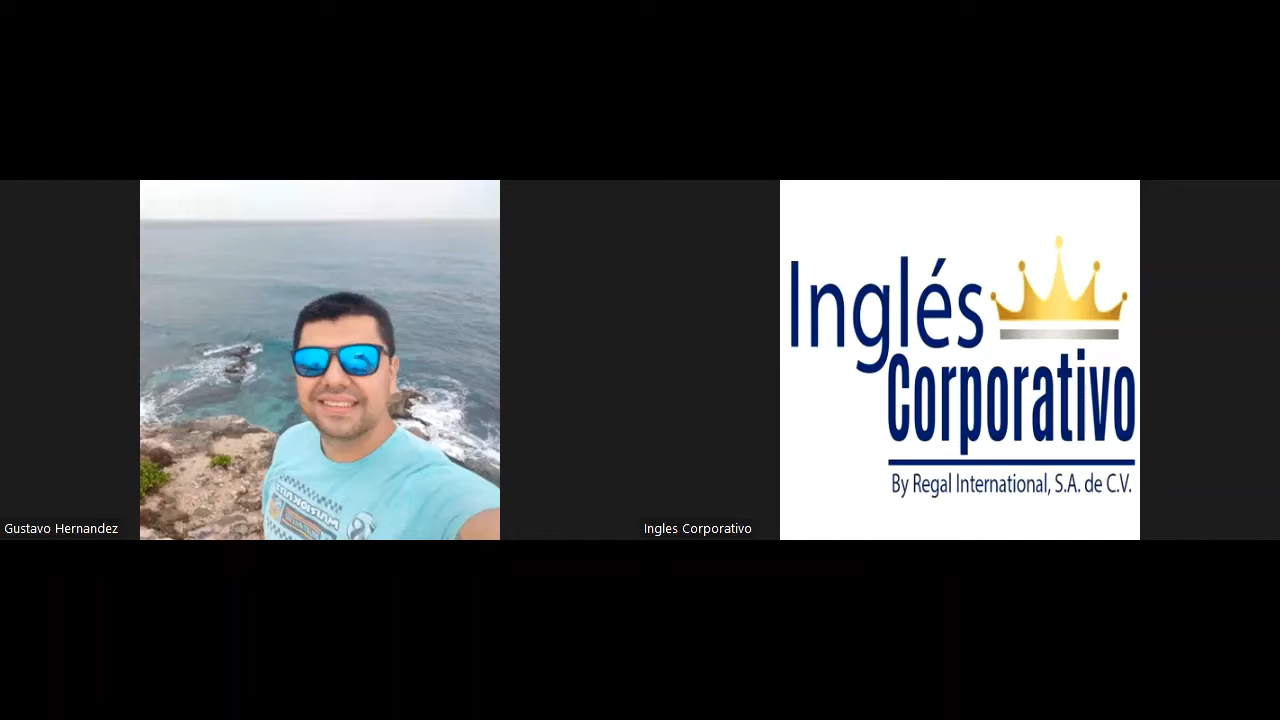 Gustavo Hernandez
Ingles Corporativo
Inglés
Corporativo
By Regal International, S.A. de C.V.